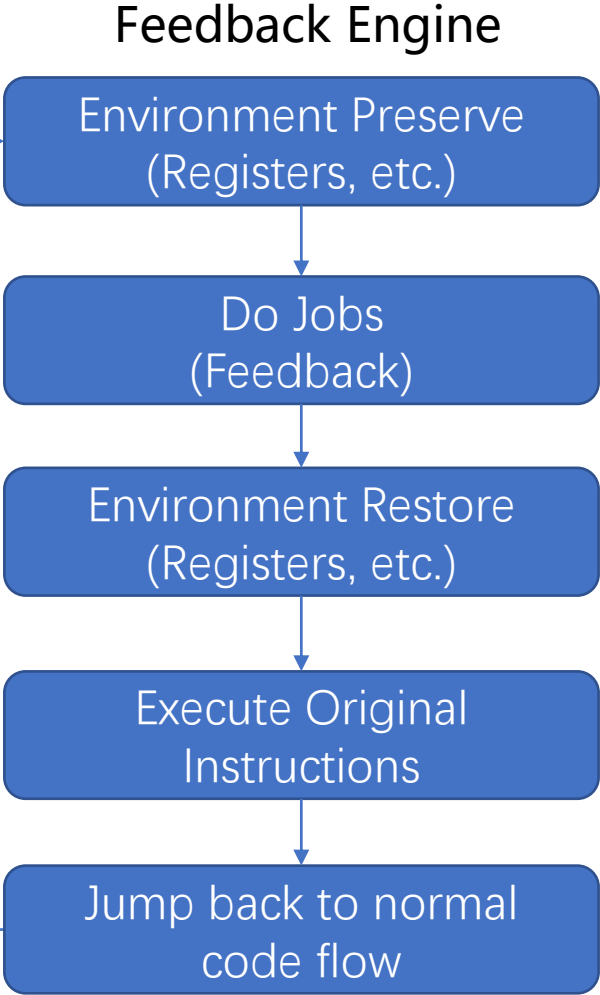 Feedback Engine
Environment Preserve
(Registers, etc.)
Do Jobs
(Feedback)
Environment Restore
(Registers, etc.)
Execute Original
Instructions
Jump back to normal
code flow